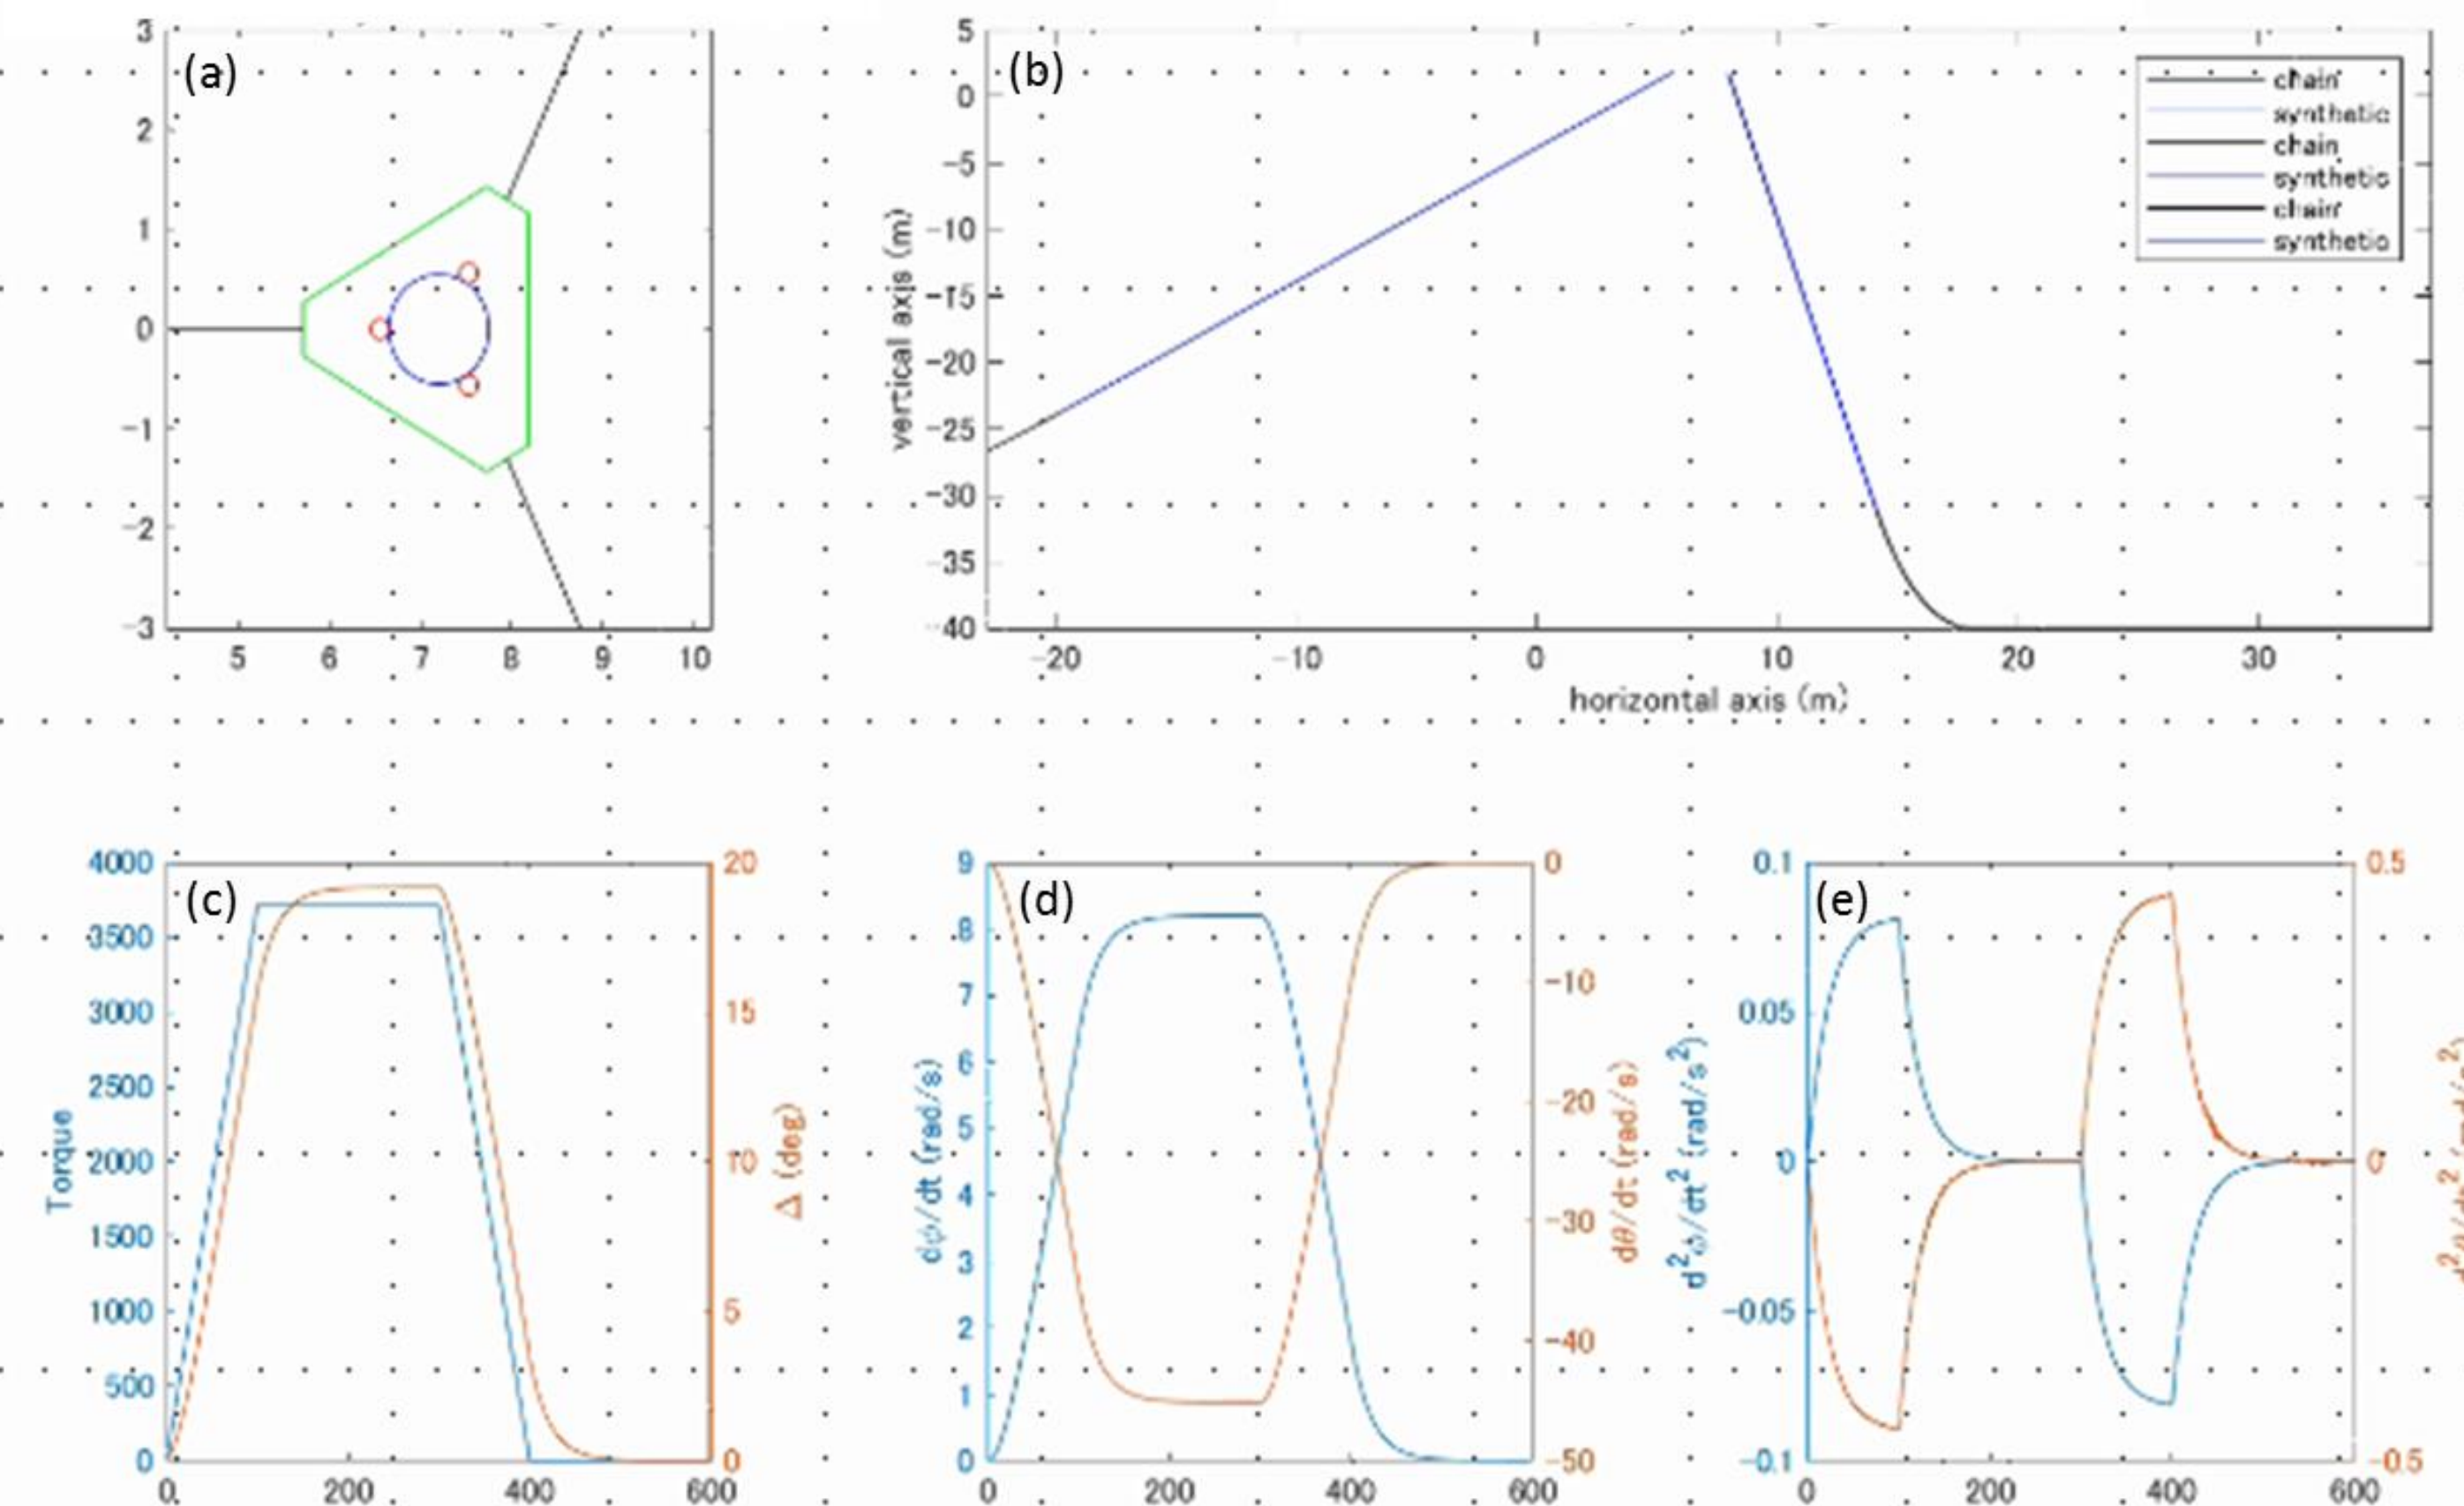 (a)
3
2
1
0
-1
-2
-3
5 6 7 8 9 10
(b)
vertical axis (m)
5
0
-5
-10
-15
-20
-25
-30
-35
-40
-20 -10 0 10 20 30
horizontal axis (m)
chain
synthetic
chain
synthetic
chain
synthetic
(c)
Torque
4000
3500
3000
2500
2000
1500
1000
500
0
0 200 400 600
20
15
10
5
0
Δ (deg)
(d)
dφ/dt (rad/s)
9
8
7
6
5
4
3
2
1
0
0 200 400 600
0
-10
-20
-30
-40
-50
dθ/dt (rad/s)
(e)
d²φ/dt² (rad/s²)
0.1
0.05
0
-0.05
-0.1
0 200 400 600
0.5
0
-0.5